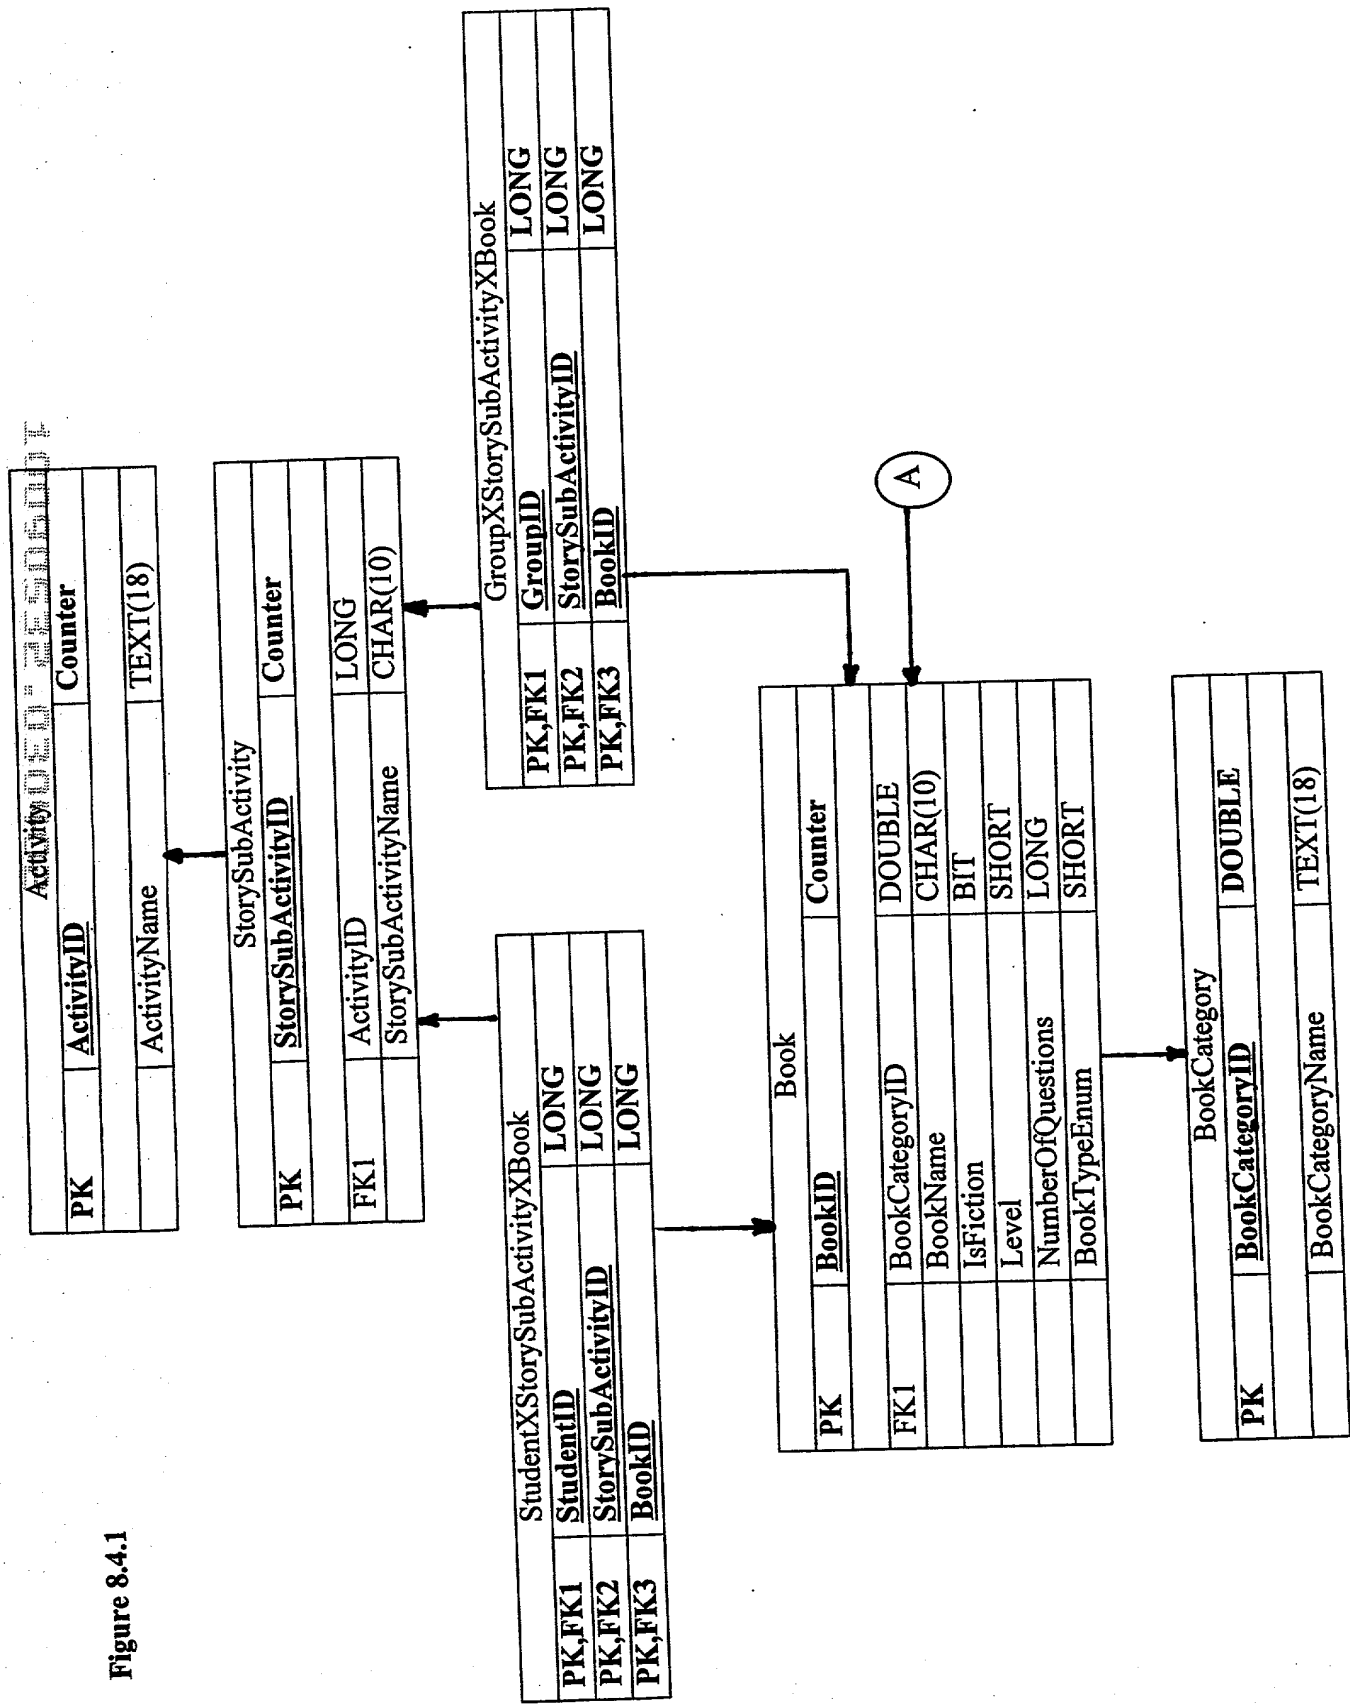 Figure 8.4.1
Activity
PK ActivityID Counter
ActivityName TEXT(18)
StorySubActivity
PK StorySubActivityID Counter
FK1 ActivityID LONG
StorySubActivityName CHAR(10)
StudentXStorySubActivityXBook
PK,FK1 StudentID LONG
PK,FK2 StorySubActivityID LONG
PK,FK3 BookID LONG
GroupXStorySubActivityXBook
PK,FK1 GroupID LONG
PK,FK2 StorySubActivityID LONG
PK,FK3 BookID LONG
Book
PK BookID Counter
FK1 BookCategoryID DOUBLE
BookName CHAR(10)
IsFiction BIT
Level SHORT
NumberOfQuestions LONG
BookTypeEnum SHORT
A
BookCategory
PK BookCategoryID DOUBLE
BookCategoryName TEXT(18)